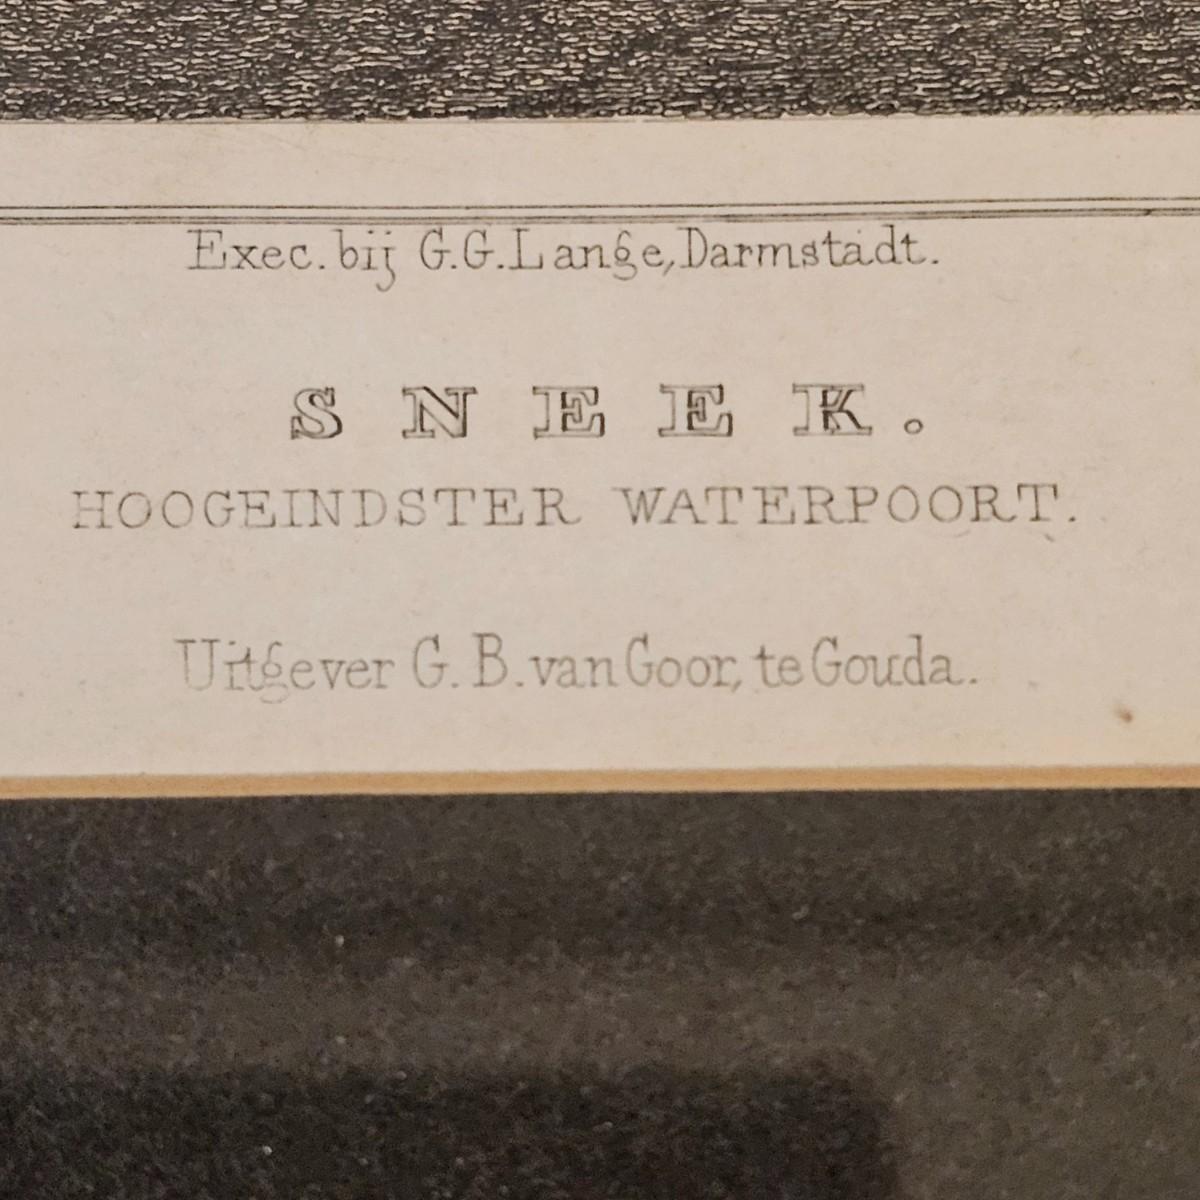 Exec. bij G. G. Lange, Darmstadt.
SNEEK.
HOOGEINDSTER WATERPOORT.
Uitgever G. B. van Goor, te Gouda.